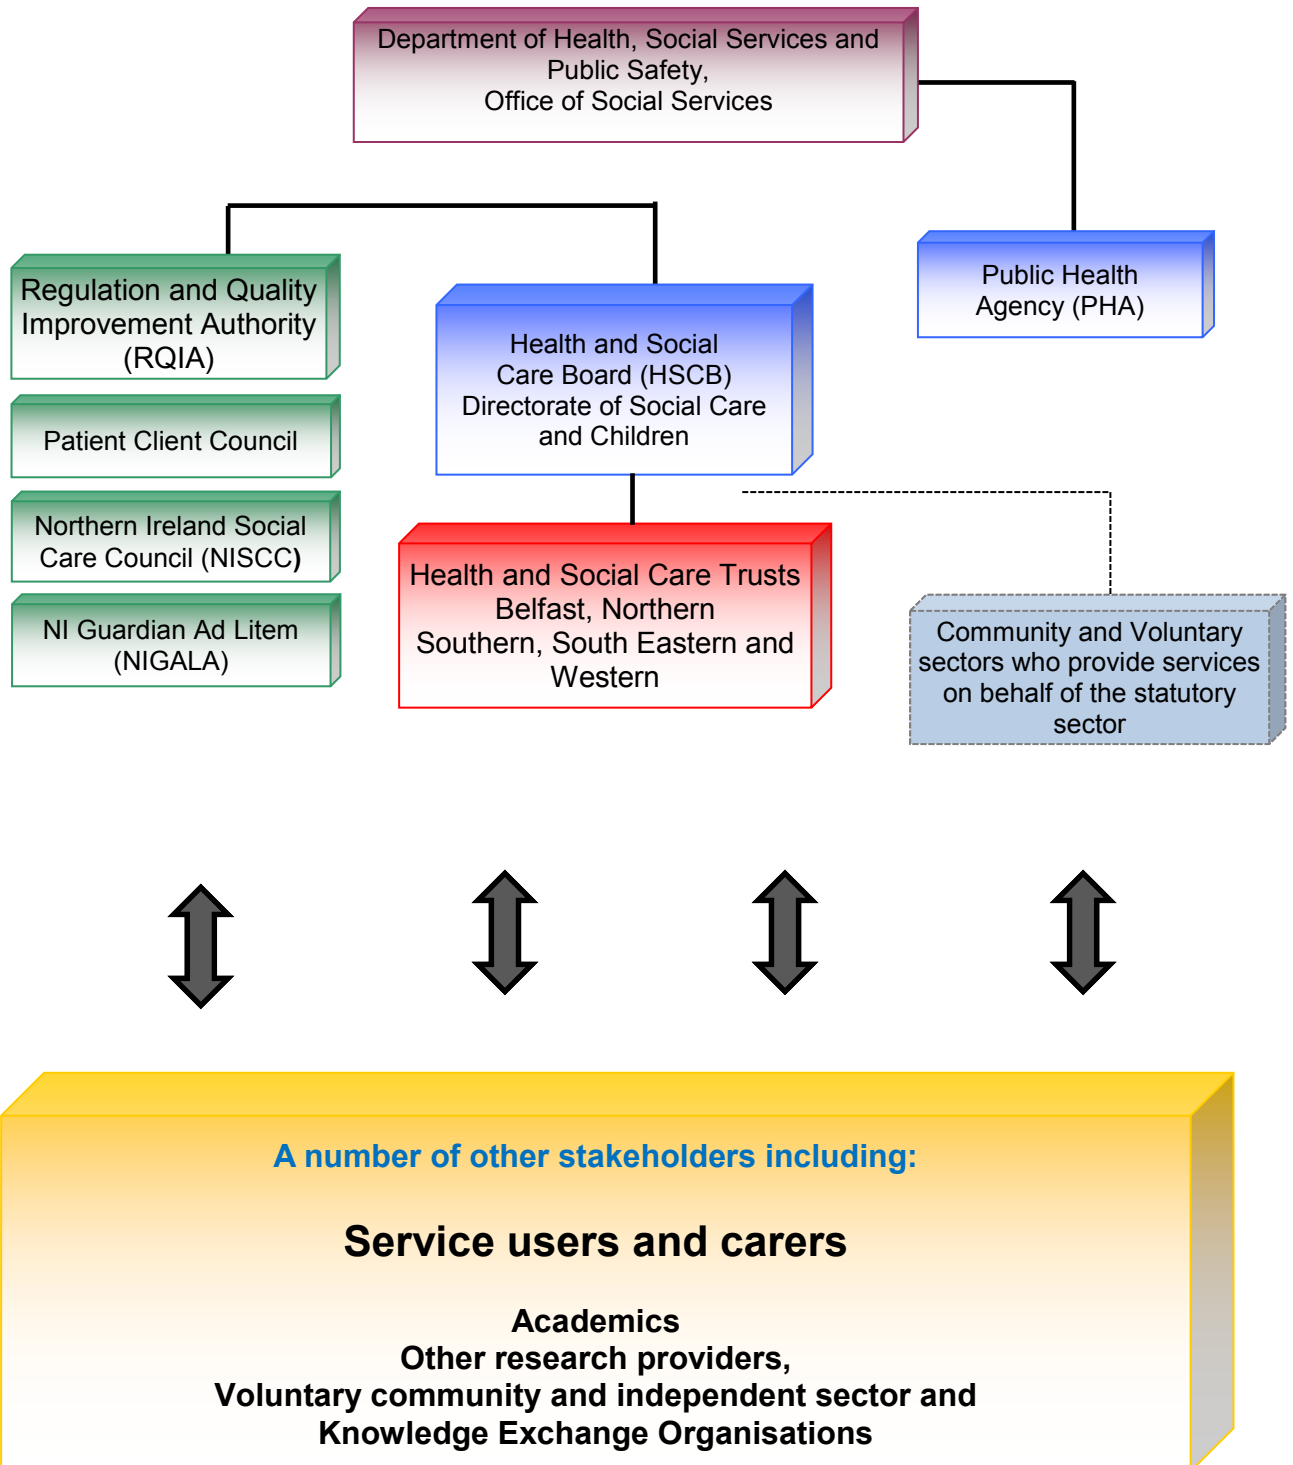 Department of Health, Social Services and
Public Safety,
Office of Social Services
Regulation and Quality
Improvement Authority
(RQIA)
Patient Client Council
Northern Ireland Social
Care Council (NISCC)
NI Guardian Ad Litem
(NIGALA)
Health and Social
Care Board (HSCB)
Directorate of Social Care
and Children
Health and Social Care Trusts
Belfast, Northern
Southern, South Eastern and
Western
Public Health
Agency (PHA)
Community and Voluntary
sectors who provide services
on behalf of the statutory
sector
A number of other stakeholders including:
Service users and carers
Academics
Other research providers,
Voluntary community and independent sector and
Knowledge Exchange Organisations